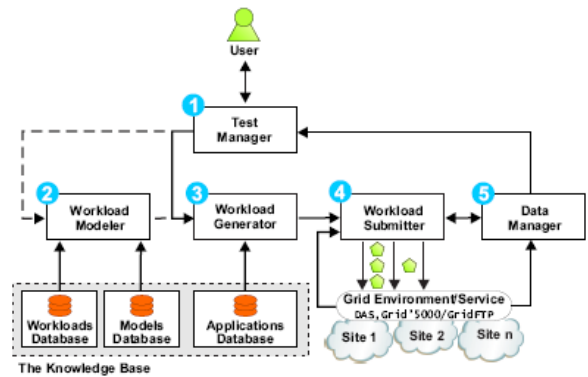 User
1
Test
Manager
2
Workload
Modeler
3
Workload
Generator
4
Workload
Submitter
5
Data
Manager
Workloads
Database
Models
Database
Applications
Database
Grid Environment/Service
DAS, Grid'5000/GridFTP
Site 1
Site 2
Site n
The Knowledge Base